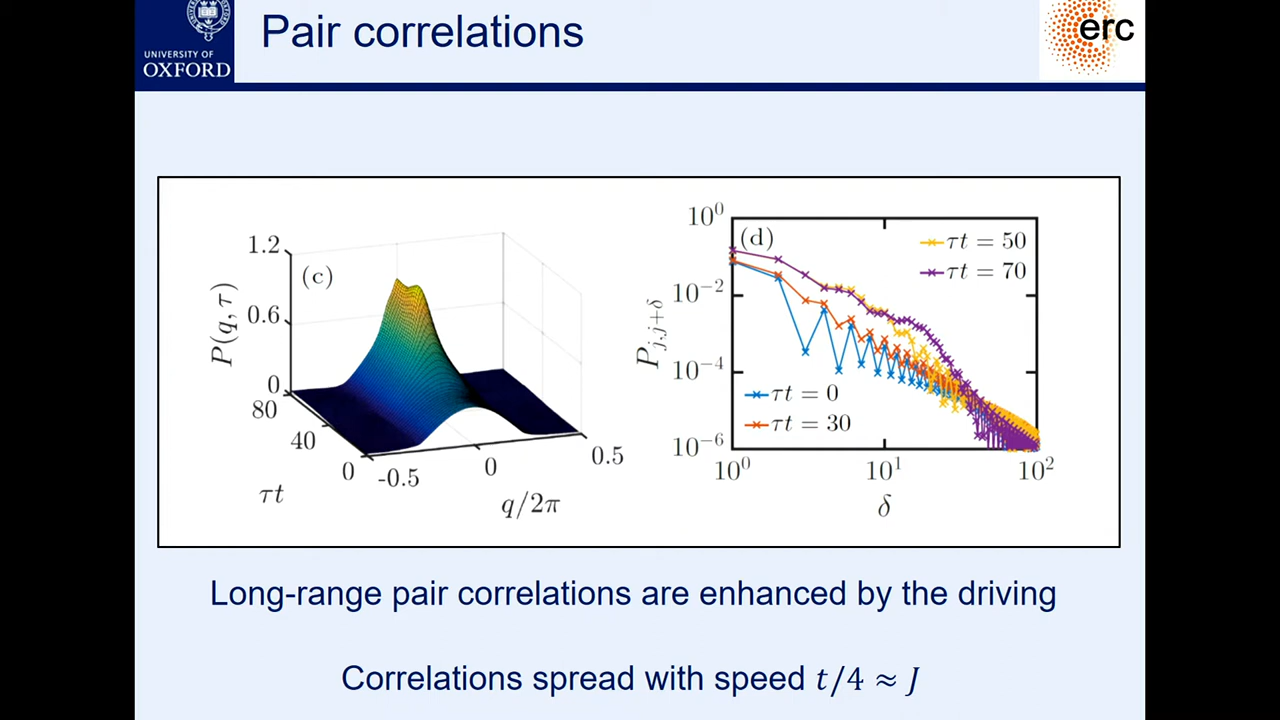 UNIVERSITY OF
OXFORD
Pair correlations
erc
(c)
P(q, τ)
1.2
0.6
0
80
40
0
τt
-0.5
0
0.5
q/2π
(d)
P_{j,j+δ}
10^0
10^{-2}
10^{-4}
10^{-6}
τt = 50
τt = 70
τt = 0
τt = 30
10^0
10^1
10^2
δ
Long-range pair correlations are enhanced by the driving
Correlations spread with speed t/4 ≈ J